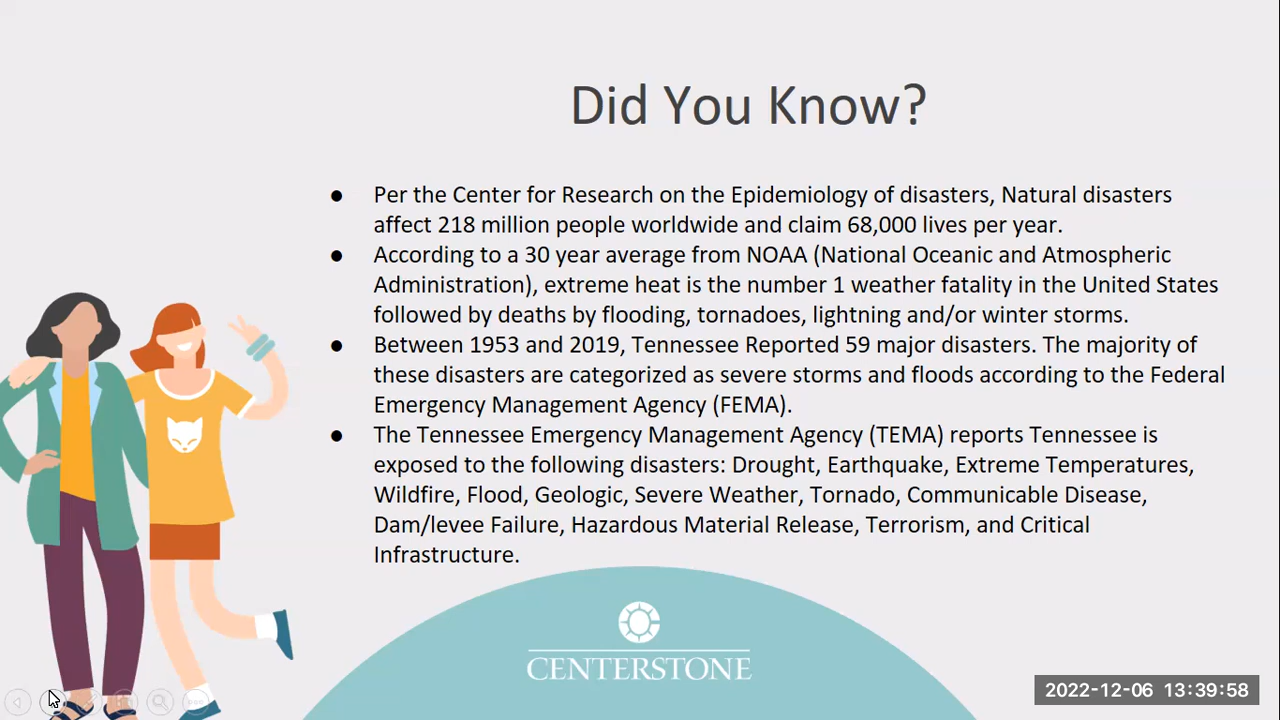 Did You Know?
● Per the Center for Research on the Epidemiology of disasters, Natural disasters
affect 218 million people worldwide and claim 68,000 lives per year.
● According to a 30 year average from NOAA (National Oceanic and Atmospheric
Administration), extreme heat is the number 1 weather fatality in the United States
followed by deaths by flooding, tornadoes, lightning and/or winter storms.
● Between 1953 and 2019, Tennessee Reported 59 major disasters. The majority of
these disasters are categorized as severe storms and floods according to the Federal
Emergency Management Agency (FEMA).
● The Tennessee Emergency Management Agency (TEMA) reports Tennessee is
exposed to the following disasters: Drought, Earthquake, Extreme Temperatures,
Wildfire, Flood, Geologic, Severe Weather, Tornado, Communicable Disease,
Dam/levee Failure, Hazardous Material Release, Terrorism, and Critical
Infrastructure.
CENTERSTONE
2022-12-06 13:39:58